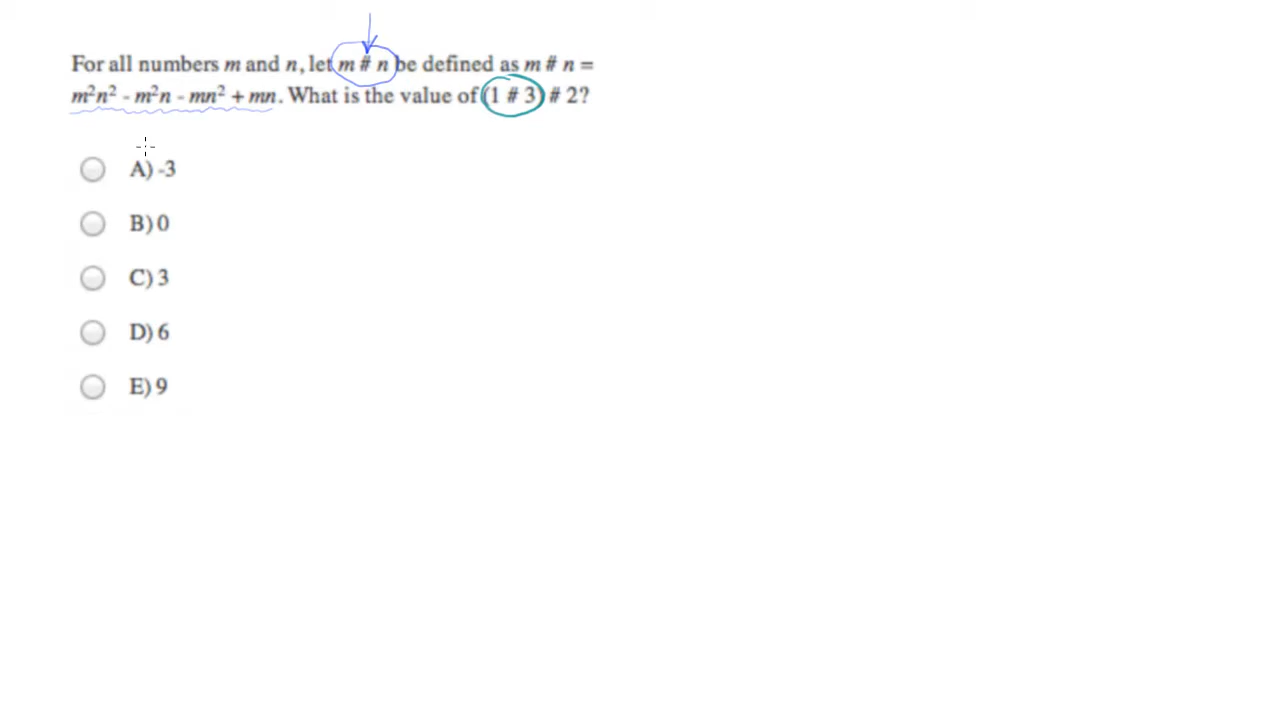 For all numbers m and n, let m # n be defined as m # n =
m²n² - m²n - mn² + mn. What is the value of (1 # 3) # 2?
A) -3
B) 0
C) 3
D) 6
E) 9